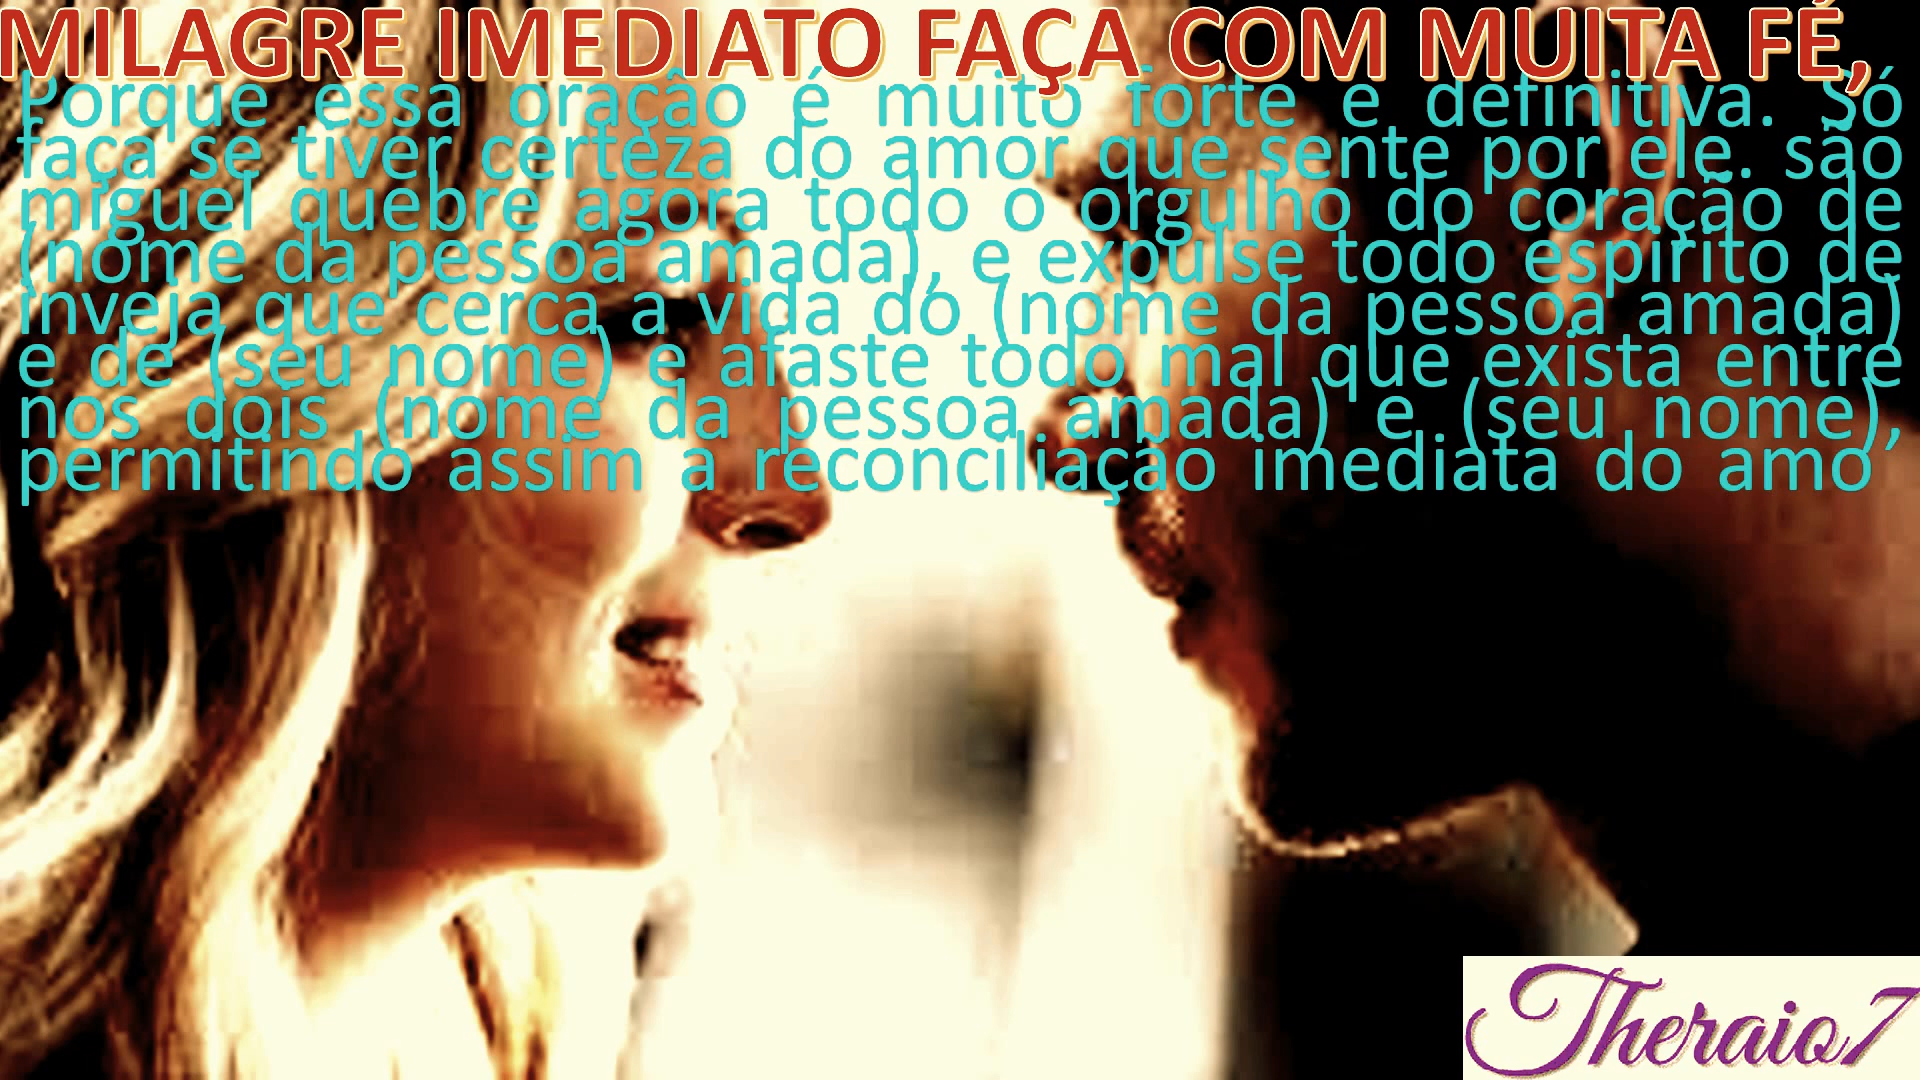 MILAGRE IMEDIATO FAÇA COM MUITA FÉ,
Porque essa oração é muito forte e definitiva. Só
faça se tiver certeza do amor que sente por ele. são
miguel quebre agora todo o orgulho do coração de
(nome da pessoa amada), e expulse todo espírito de
inveja que cerca a vida do (nome da pessoa amada)
e de (seu nome) e afaste todo mal que exista entre
nos dois (nome da pessoa amada) e (seu nome),
permitindo assim a reconciliação imediata do amo
Theraio7